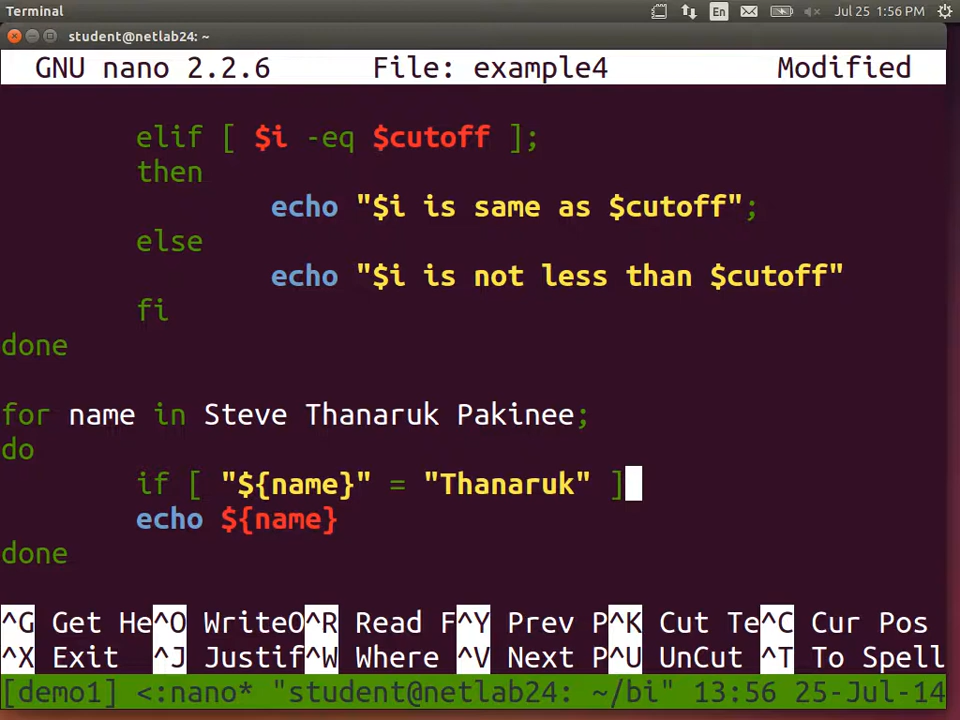 Terminal En Jul 25 1:56 PM
student@netlab24: ~
GNU nano 2.2.6 File: example4 Modified
elif [ $i -eq $cutoff ];
then
echo "$i is same as $cutoff";
else
echo "$i is not less than $cutoff"
fi
done
for name in Steve Thanaruk Pakinee;
do
if [ "${name}" = "Thanaruk" ]
echo ${name}
done
^G Get He^O WriteO^R Read F^Y Prev P^K Cut Te^C Cur Pos
^X Exit ^J Justif^W Where ^V Next P^U UnCut ^T To Spell
[demo1] <:nano* "student@netlab24: ~/bi" 13:56 25-Jul-14